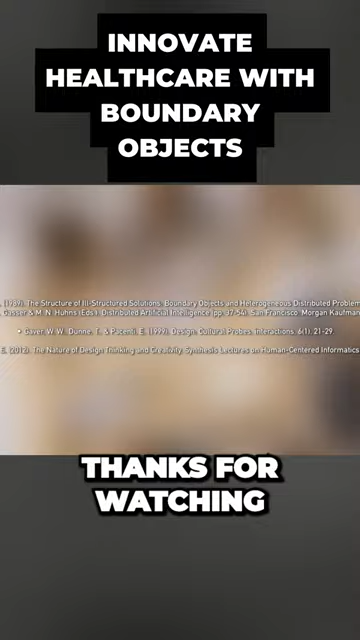 INNOVATE
HEALTHCARE WITH
BOUNDARY
OBJECTS
(1989). The Structure of Ill-Structured Solutions: Boundary Objects and Heterogeneous Distributed Problem
Gasser & M. N. Huhns (Eds.), Distributed Artificial Intelligence, pp. 37-54). San Francisco: Morgan Kaufman
• Gaver, W. W., Dunne, T., & Pacenti, E. (1999). Design: Cultural Probes. interactions, 6(1), 21-29.
E. (2012). The Nature of Design Thinking and Creativity. Synthesis Lectures on Human-Centered Informatics
THANKS FOR
WATCHING